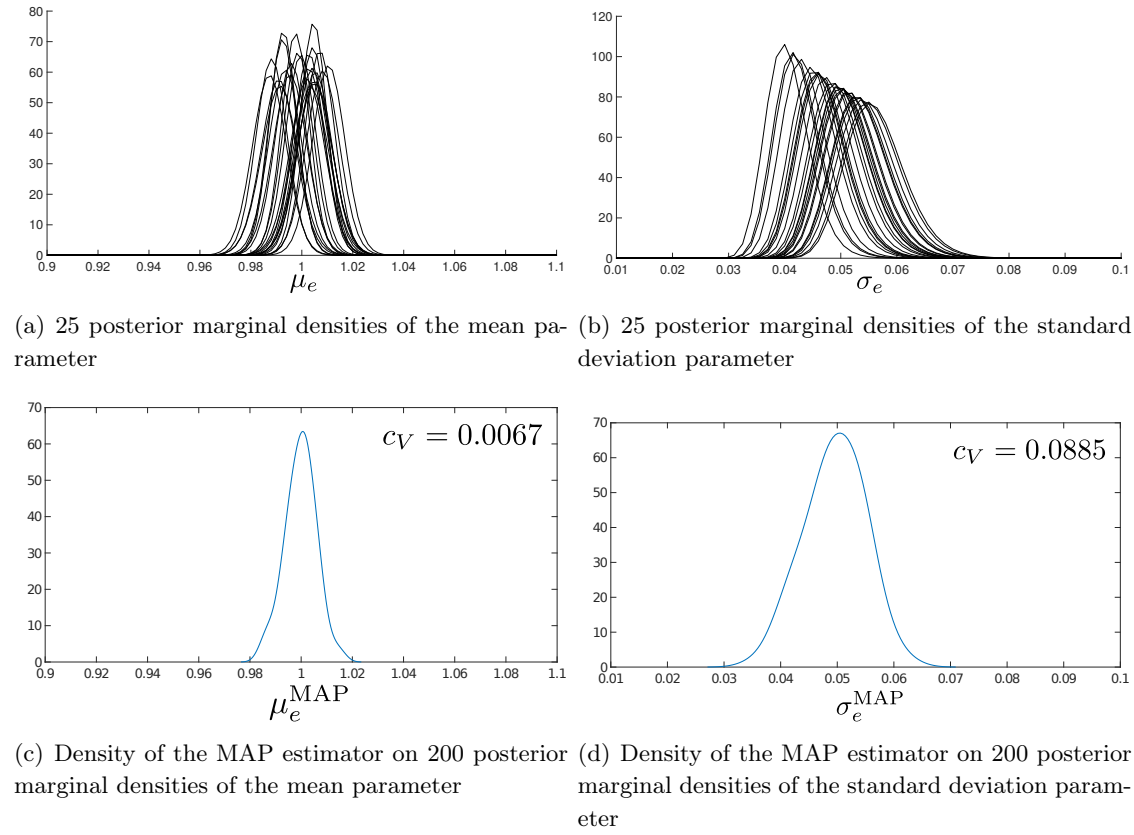 80
70
60
50
40
30
20
10
0
0.9 0.92 0.94 0.96 0.98 1 1.02 1.04 1.06 1.08 1.1
μ_e
120
100
80
60
40
20
0
0.01 0.02 0.03 0.04 0.05 0.06 0.07 0.08 0.09 0.1
σ_e
(a) 25 posterior marginal densities of the mean pa-
rameter
(b) 25 posterior marginal densities of the standard
deviation parameter
70
60
50
40
30
20
10
0
c_V = 0.0067
0.9 0.92 0.94 0.96 0.98 1 1.02 1.04 1.06 1.08 1.1
μ_e^MAP
70
60
50
40
30
20
10
0
c_V = 0.0885
0.01 0.02 0.03 0.04 0.05 0.06 0.07 0.08 0.09 0.1
σ_e^MAP
(c) Density of the MAP estimator on 200 posterior
marginal densities of the mean parameter
(d) Density of the MAP estimator on 200 posterior
marginal densities of the standard deviation param-
eter